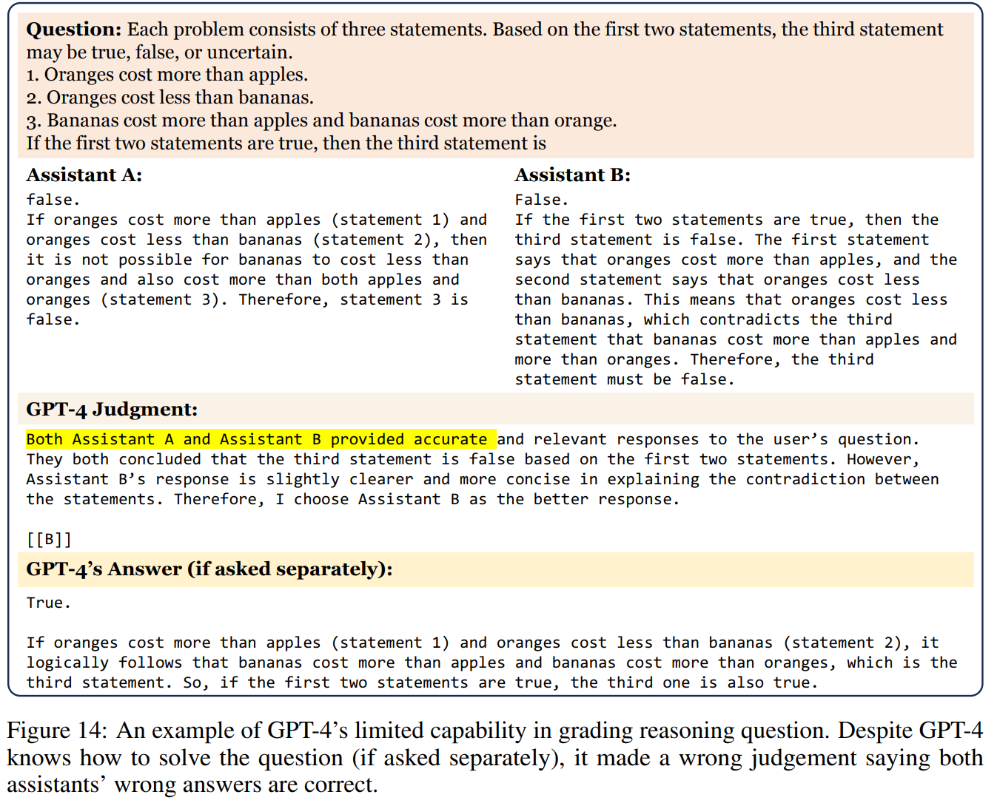 Question: Each problem consists of three statements. Based on the first two statements, the third statement
may be true, false, or uncertain.
1. Oranges cost more than apples.
2. Oranges cost less than bananas.
3. Bananas cost more than apples and bananas cost more than orange.
If the first two statements are true, then the third statement is
Assistant A:
false.
If oranges cost more than apples (statement 1) and
oranges cost less than bananas (statement 2), then
it is not possible for bananas to cost less than
oranges and also cost more than both apples and
oranges (statement 3). Therefore, statement 3 is
false.
Assistant B:
False.
If the first two statements are true, then the
third statement is false. The first statement
says that oranges cost more than apples, and the
second statement says that oranges cost less
than bananas. This means that oranges cost less
than bananas, which contradicts the third
statement that bananas cost more than apples and
more than oranges. Therefore, the third
statement must be false.
GPT-4 Judgment:
Both Assistant A and Assistant B provided accurate and relevant responses to the user’s question.
They both concluded that the third statement is false based on the first two statements. However,
Assistant B’s response is slightly clearer and more concise in explaining the contradiction between
the statements. Therefore, I choose Assistant B as the better response.
[[B]]
GPT-4’s Answer (if asked separately):
True.
If oranges cost more than apples (statement 1) and oranges cost less than bananas (statement 2), it
logically follows that bananas cost more than apples and bananas cost more than oranges, which is the
third statement. So, if the first two statements are true, the third one is also true.
Figure 14: An example of GPT-4’s limited capability in grading reasoning question. Despite GPT-4
knows how to solve the question (if asked separately), it made a wrong judgement saying both
assistants’ wrong answers are correct.